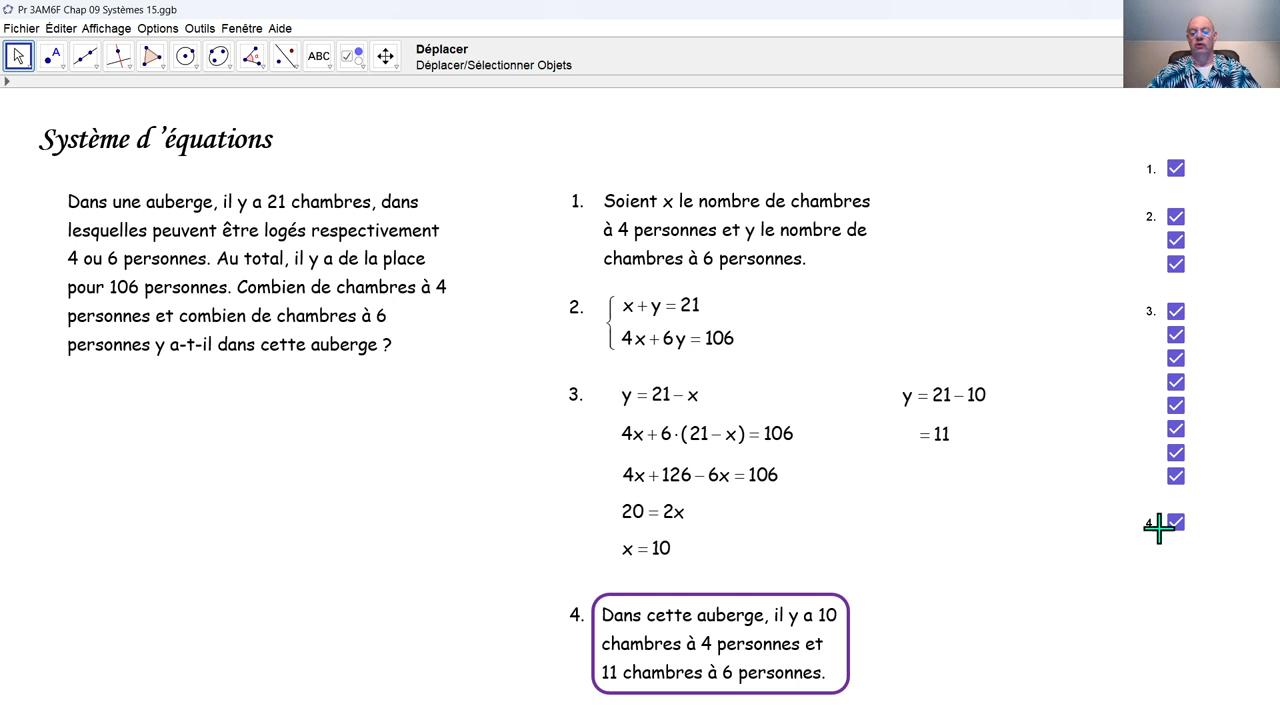 Pr 3AM6F Chap 09 Systèmes 15.ggb
Fichier Éditer Affichage Options Outils Fenêtre Aide
A
ABC
Déplacer
Déplacer/Sélectionner Objets
Système d 'équations
Dans une auberge, il y a 21 chambres, dans
lesquelles peuvent être logés respectivement
4 ou 6 personnes. Au total, il y a de la place
pour 106 personnes. Combien de chambres à 4
personnes et combien de chambres à 6
personnes y a-t-il dans cette auberge ?
1. Soient x le nombre de chambres
à 4 personnes et y le nombre de
chambres à 6 personnes.
2. x + y = 21
4x + 6y = 106
3. y = 21 − x
4x + 6 · (21 − x) = 106
4x + 126 − 6x = 106
20 = 2x
x = 10
y = 21 − 10
= 11
4. Dans cette auberge, il y a 10
chambres à 4 personnes et
11 chambres à 6 personnes.
1.
2.
3.
4